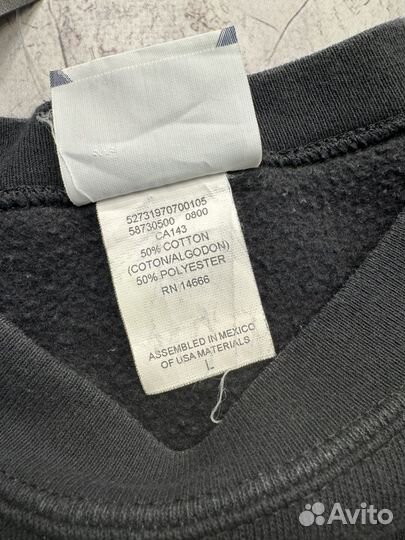 52731970700105
58730500 0800
CA143
50% COTTON
(COTON/ALGODON)
50% POLYESTER
RN 14666
ASSEMBLED IN MEXICO
OF USA MATERIALS
L
Avito